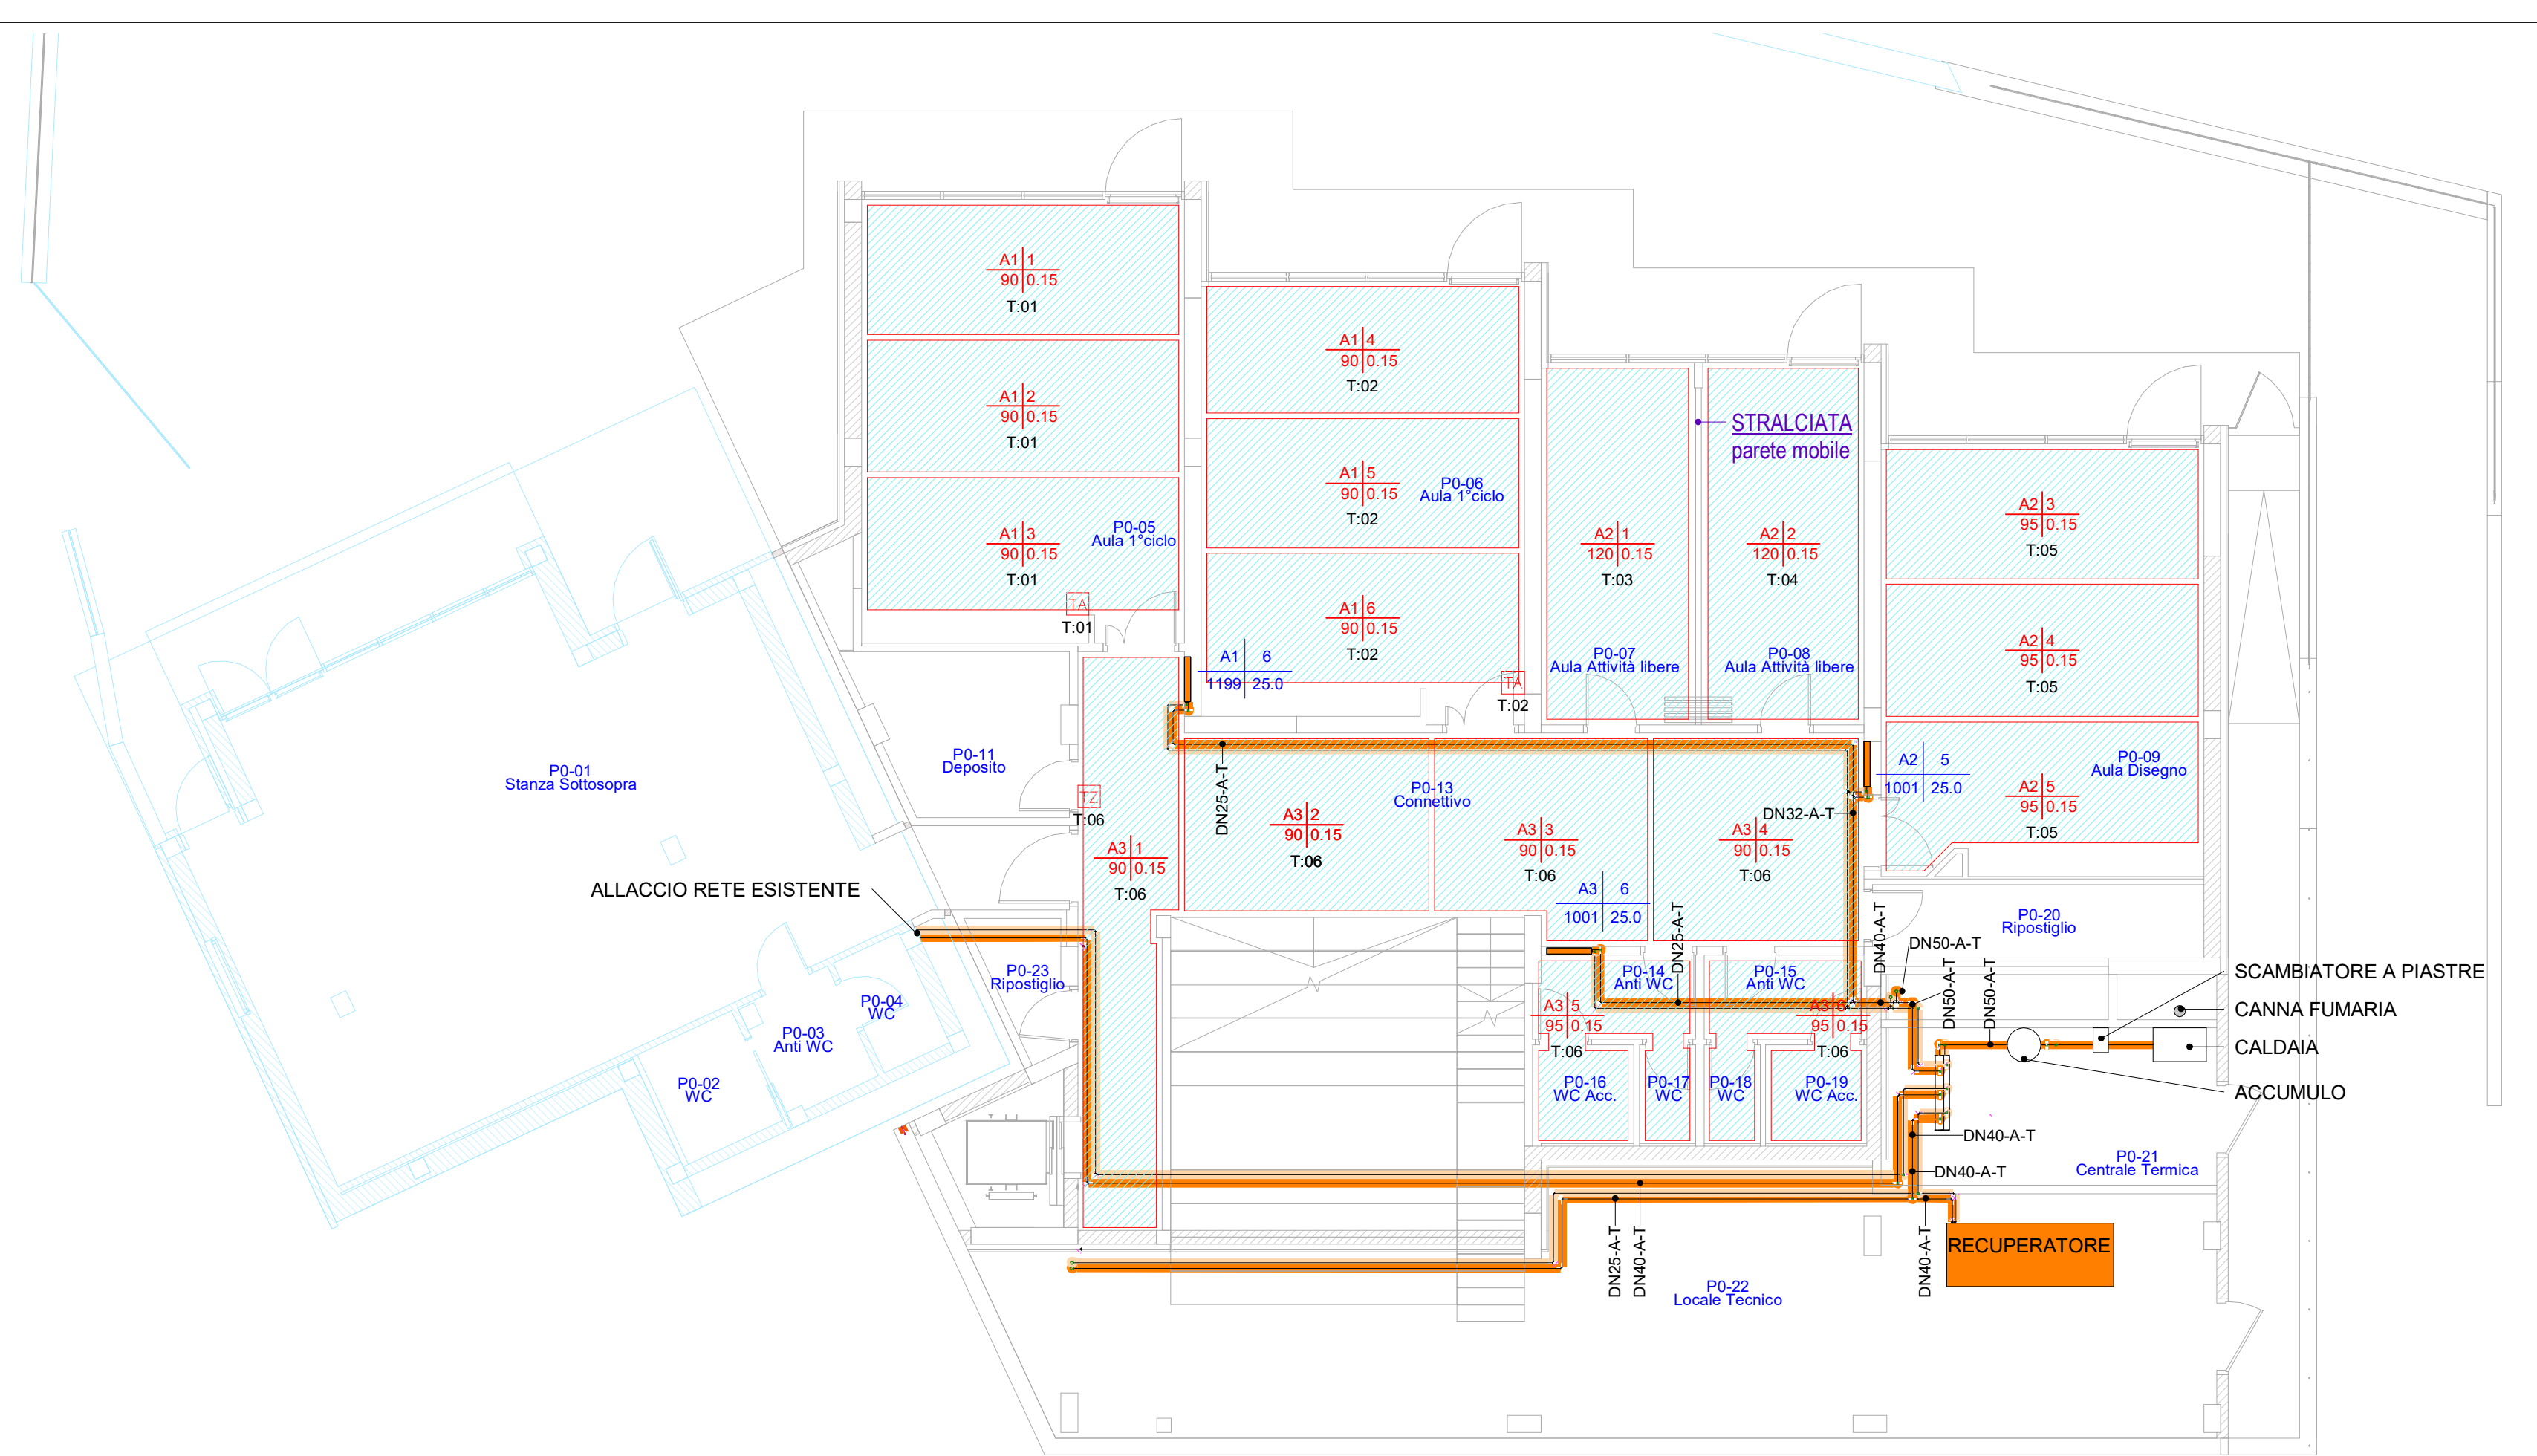 A1 1
90 0.15
T:01
A1 2
90 0.15
T:01
A1 3
90 0.15
T:01
P0-05
Aula 1°ciclo
TA
T:01
A1 4
90 0.15
T:02
A1 5
90 0.15
T:02
P0-06
Aula 1°ciclo
A1 6
90 0.15
T:02
A1 6
1199 25.0
TA
T:02
STRALCIATA
parete mobile
A2 1
120 0.15
T:03
P0-07
Aula Attività libere
A2 2
120 0.15
T:04
P0-08
Aula Attività libere
A2 3
95 0.15
T:05
A2 4
95 0.15
T:05
A2 5
1001 25.0
P0-09
Aula Disegno
A2 5
95 0.15
T:05
P0-01
Stanza Sottosopra
P0-11
Deposito
TZ
T:06
A3 1
90 0.15
T:06
DN25-A-T
A3 2
90 0.15
T:06
P0-13
Connettivo
A3 3
90 0.15
T:06
A3 6
1001 25.0
DN32-A-T
A3 4
90 0.15
T:06
ALLACCIO RETE ESISTENTE
P0-23
Ripostiglio
P0-04
WC
P0-03
Anti WC
P0-02
WC
P0-14
Anti WC
DN25-A-T
P0-15
Anti WC
A3 5
95 0.15
T:06
A3 6
95 0.15
T:06
P0-16
WC Acc.
P0-17
WC
P0-18
WC
P0-19
WC Acc.
P0-20
Ripostiglio
DN40-A-T
DN50-A-T
DN50-A-T
DN50-A-T
SCAMBIATORE A PIASTRE
CANNA FUMARIA
CALDAIA
ACCUMULO
DN40-A-T
DN40-A-T
P0-21
Centrale Termica
DN25-A-T
DN40-A-T
DN40-A-T
RECUPERATORE
P0-22
Locale Tecnico